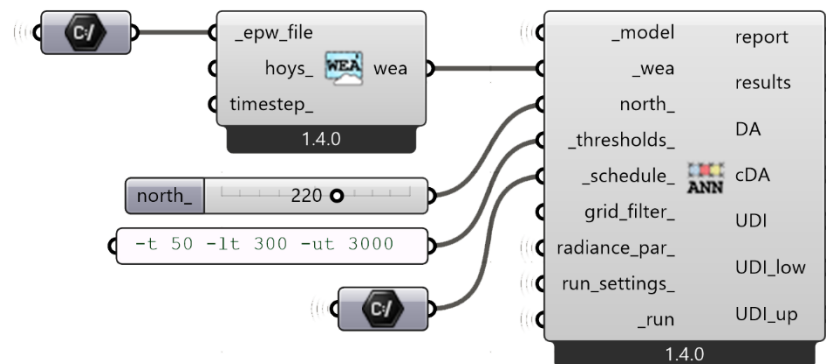 C:/
_epw_file
hoys_
timestep_
WEA
wea
1.4.0
north_
220
-t 50 -lt 300 -ut 3000
C:/
_model
_wea
north_
_thresholds_
_schedule_
grid_filter_
radiance_par_
run_settings_
_run
ANN
report
results
DA
cDA
UDI
UDI_low
UDI_up
1.4.0